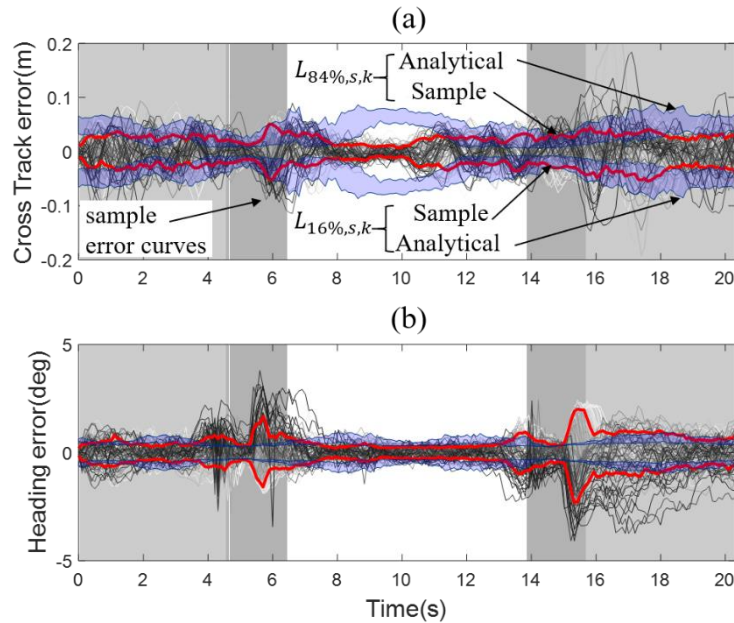 (a)
Cross Track error(m)
0.2
0.1
0
-0.1
-0.2
L84%,s,k
Analytical
Sample
sample
error curves
L16%,s,k
Sample
Analytical
0 2 4 6 8 10 12 14 16 18 20
(b)
Heading error(deg)
5
0
-5
0 2 4 6 8 10 12 14 16 18 20
Time(s)